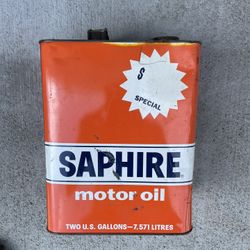 $
SPECIAL
SAPHIRE
motor oil
TWO U.S. GALLONS—7.571 LITRES